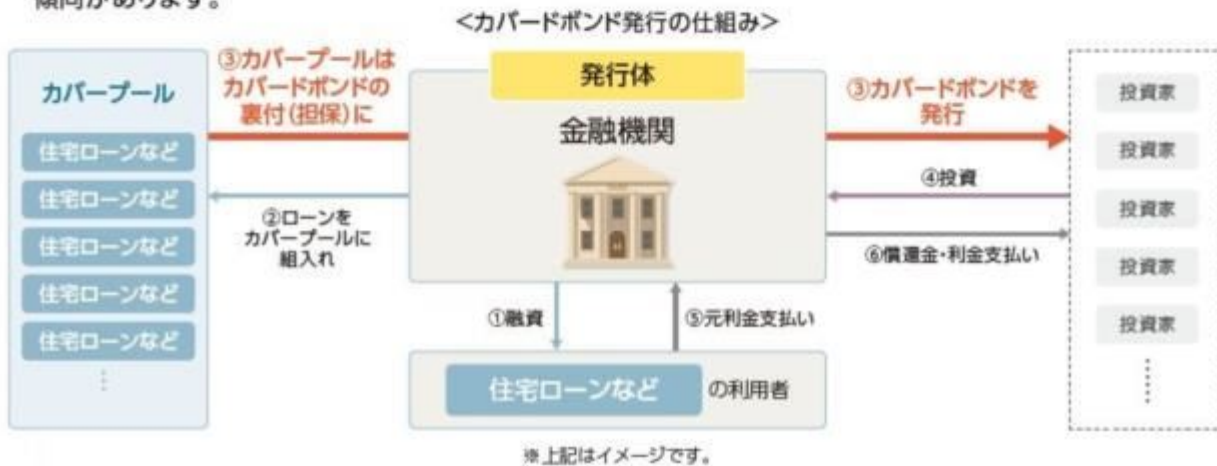 傾向があります。
<カバードボンド発行の仕組み>
カバープール
住宅ローンなど
住宅ローンなど
住宅ローンなど
住宅ローンなど
住宅ローンなど
③カバープールは
カバードボンドの
裏付(担保)に
②ローンを
カバープールに
組入れ
発行体
金融機関
①融資
⑤元利金支払い
住宅ローンなど の利用者
③カバードボンドを
発行
④投資
⑥償還金・利金支払い
投資家
投資家
投資家
投資家
投資家
※上記はイメージです。